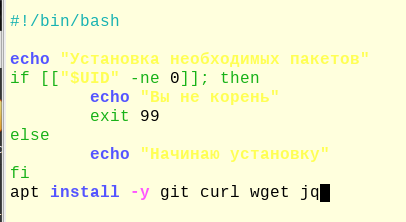 #!/bin/bash
echo "Установка необходимых пакетов"
if [["$UID" -ne 0]]; then
echo "Вы не корень"
exit 99
else
echo "Начинаю установку"
fi
apt install -y git curl wget jq